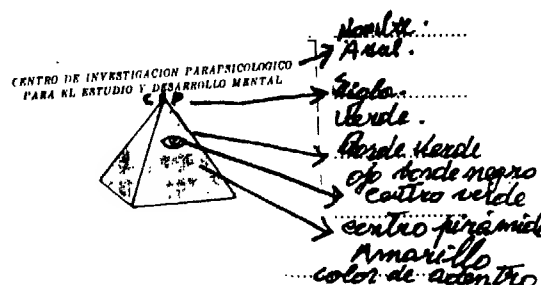 Nombre.
Azul.
CENTRO DE INVESTIGACION PARAPSICOLOGICO
PARA EL ESTUDIO Y DESARROLLO MENTAL
C I P
Sigla.
Verde.
Borde Verde
ojo borde negro
centro verde
centro pirámide
Amarillo
color de adentro